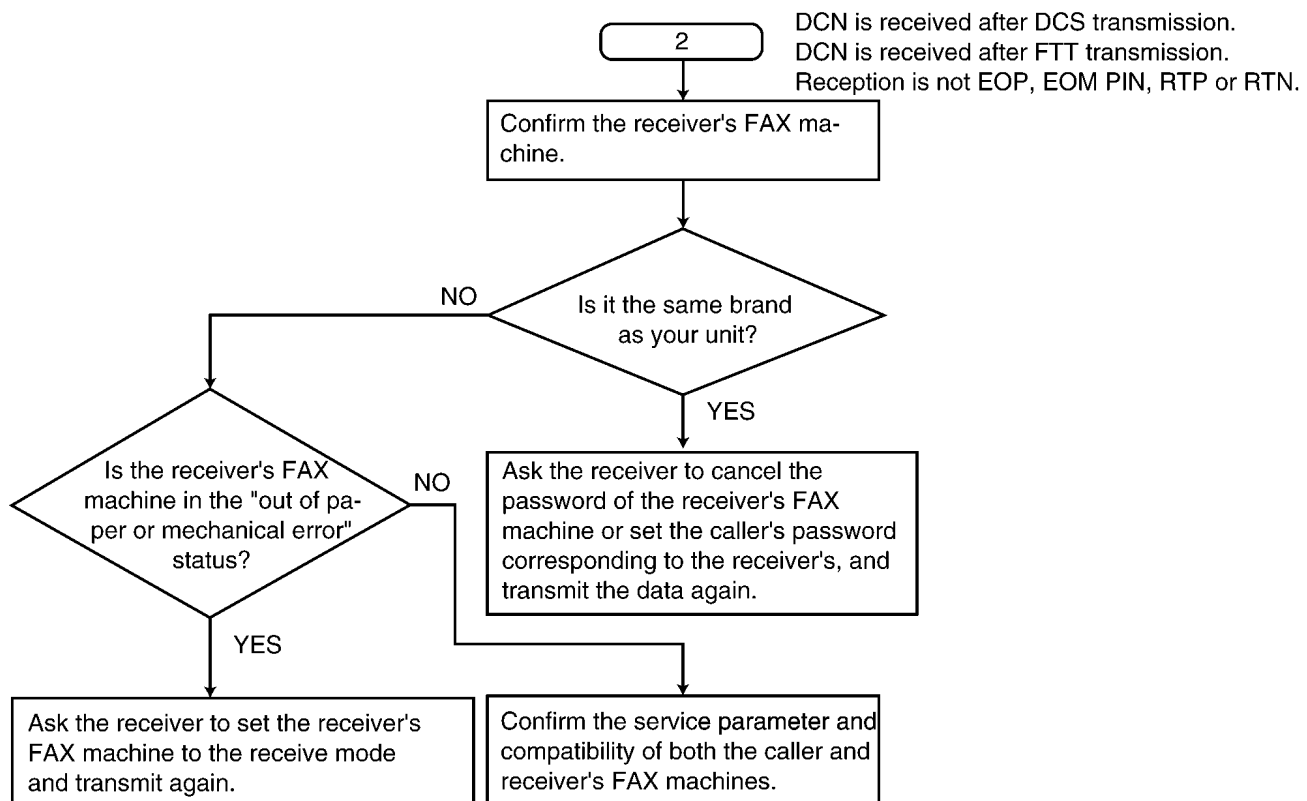 2
DCN is received after DCS transmission.
DCN is received after FTT transmission.
Reception is not EOP, EOM PIN, RTP or RTN.
Confirm the receiver's FAX ma-
chine.
Is it the same brand
as your unit?
NO
YES
Is the receiver's FAX
machine in the "out of pa-
per or mechanical error"
status?
NO
YES
Ask the receiver to cancel the
password of the receiver's FAX
machine or set the caller's password
corresponding to the receiver's, and
transmit the data again.
Ask the receiver to set the receiver's
FAX machine to the receive mode
and transmit again.
Confirm the service parameter and
compatibility of both the caller and
receiver's FAX machines.